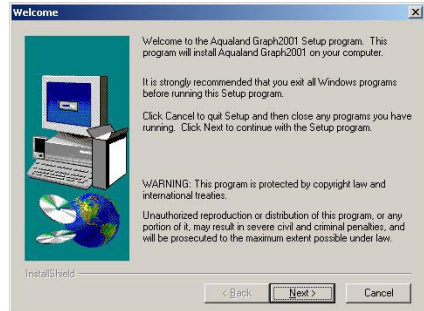 Welcome
Welcome to the Aqualand Graph2001 Setup program. This
program will install Aqualand Graph2001 on your computer.
It is strongly recommended that you exit all Windows programs
before running this Setup program.
Click Cancel to quit Setup and then close any programs you have
running. Click Next to continue with the Setup program.
WARNING: This program is protected by copyright law and
international treaties.
Unauthorized reproduction or distribution of this program, or any
portion of it, may result in severe civil and criminal penalties, and
will be prosecuted to the maximum extent possible under law.
InstallShield
< Back Next > Cancel